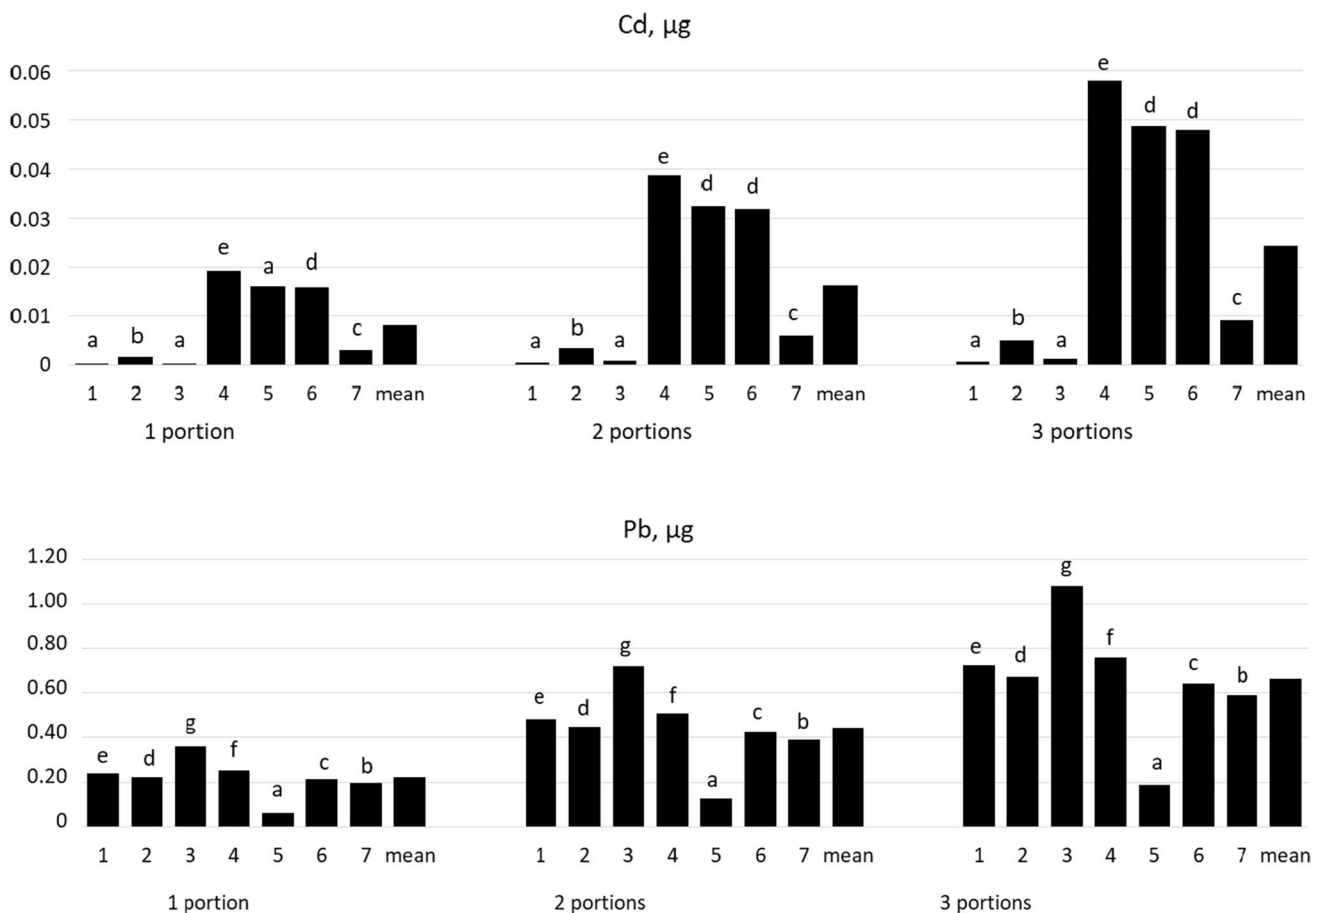 Cd, µg
0.06
0.05
0.04
0.03
0.02
0.01
0
a b a e a d c
a b a e d d c
a b a e d d c
1 2 3 4 5 6 7 mean 1 2 3 4 5 6 7 mean 1 2 3 4 5 6 7 mean
1 portion 2 portions 3 portions
Pb, µg
1.20
1.00
0.80
0.60
0.40
0.20
0
e d g f a c b
e d g f a c b
e d g f a c b
1 2 3 4 5 6 7 mean 1 2 3 4 5 6 7 mean 1 2 3 4 5 6 7 mean
1 portion 2 portions 3 portions